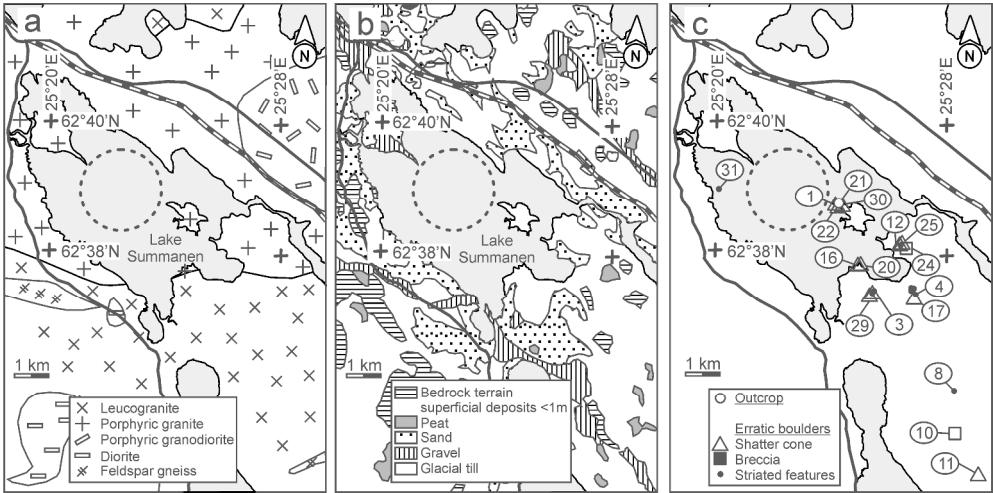 a
N
25°20'E
25°28'E
62°40'N
62°38'N
Lake
Summanen
1 km
Leucogranite
Porphyric granite
Porphyric granodiorite
Diorite
Feldspar gneiss
b
N
25°20'E
25°28'E
62°40'N
62°38'N
Lake
Summanen
1 km
Bedrock terrain
superficial deposits <1m
Peat
Sand
Gravel
Glacial till
c
N
25°20'E
25°28'E
62°40'N
31
21
1
30
22
12
25
62°38'N
16
20
24
4
17
29
3
1 km
8
10
11
Outcrop
Erratic boulders
Shatter cone
Breccia
Striated features